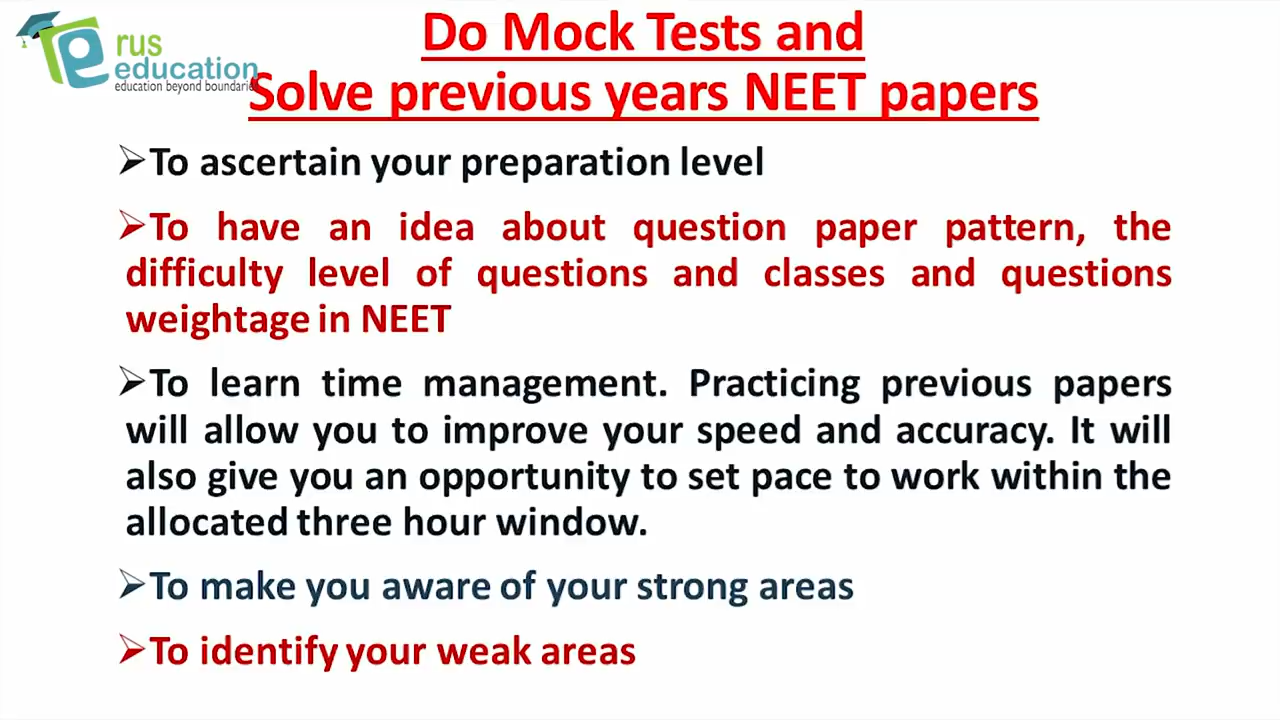 rus
education
education beyond boundarie
Do Mock Tests and
Solve previous years NEET papers
➢To ascertain your preparation level
➢To have an idea about question paper pattern, the
difficulty level of questions and classes and questions
weightage in NEET
➢To learn time management. Practicing previous papers
will allow you to improve your speed and accuracy. It will
also give you an opportunity to set pace to work within the
allocated three hour window.
➢To make you aware of your strong areas
➢To identify your weak areas